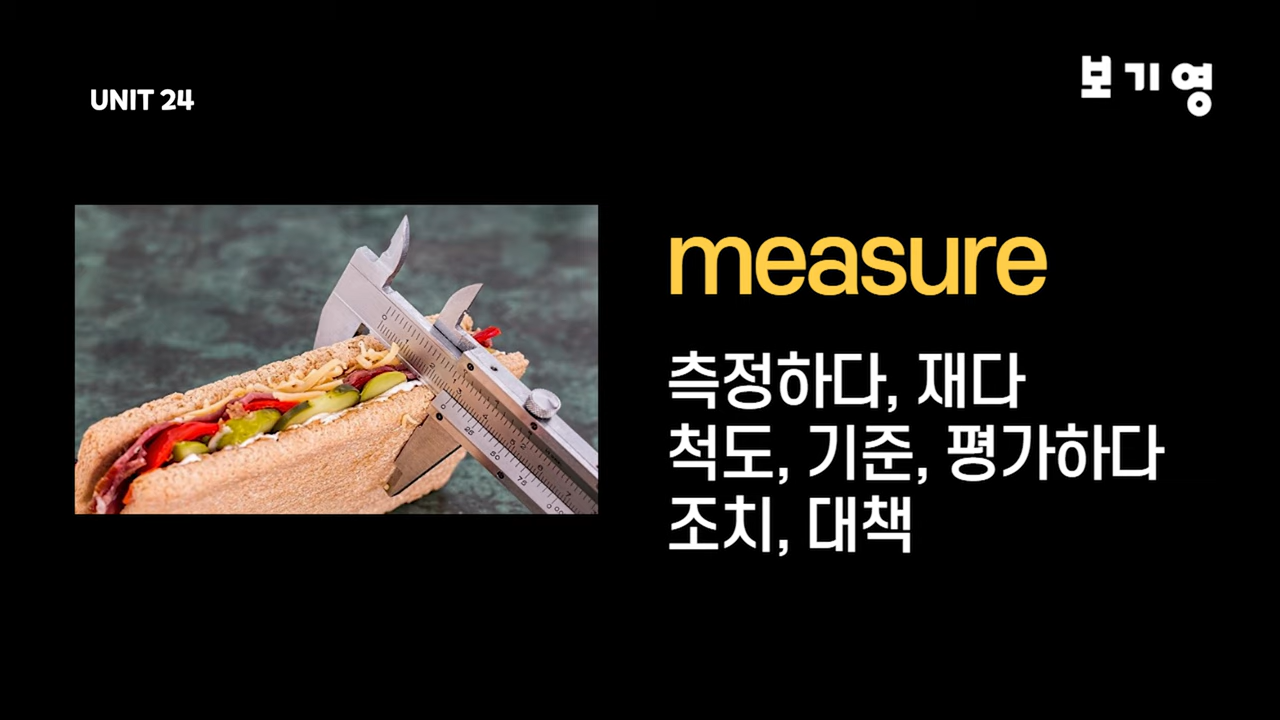 UNIT 24
보기영
measure
측정하다, 재다
척도, 기준, 평가하다
조치, 대책